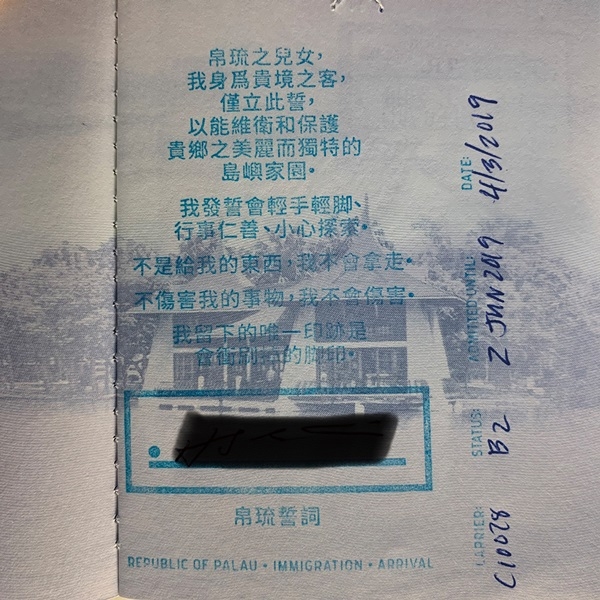 帛琉之兒女，
我身爲貴境之客，
僅立此誓，
以能維衛和保護
貴鄉之美麗而獨特的
島嶼家園。
我發誓會輕手輕脚、
行事仁善、小心探索。
不是給我的東西，我不會拿走。
不傷害我的事物，我不會傷害。
我留下的唯一印跡是
會衝刷掉的脚印。
帛琉誓詞
REPUBLIC OF PALAU • IMMIGRATION • ARRIVAL
CARRIER: C10028
STATUS: B2
ADMITTED UNTIL: 2 JUN 2019
DATE: 4/3/2019